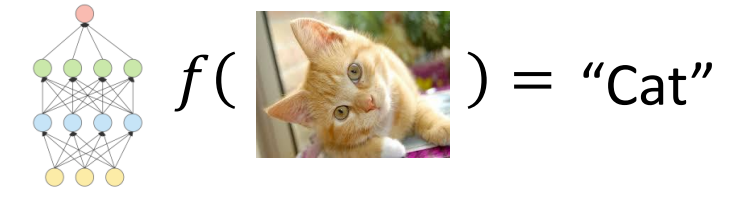 f( ) = “Cat”